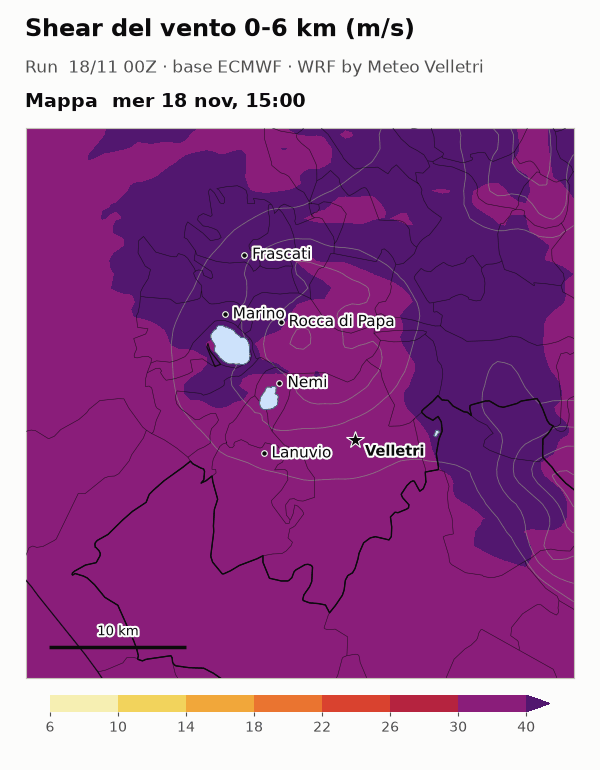 Shear del vento 0-6 km (m/s)
Run 18/11 00Z · base ECMWF · WRF by Meteo Velletri
Mappa mer 18 nov, 15:00
Frascati
Marino
Rocca di Papa
Nemi
Velletri
Lanuvio
10 km
6 10 14 18 22 26 30 40